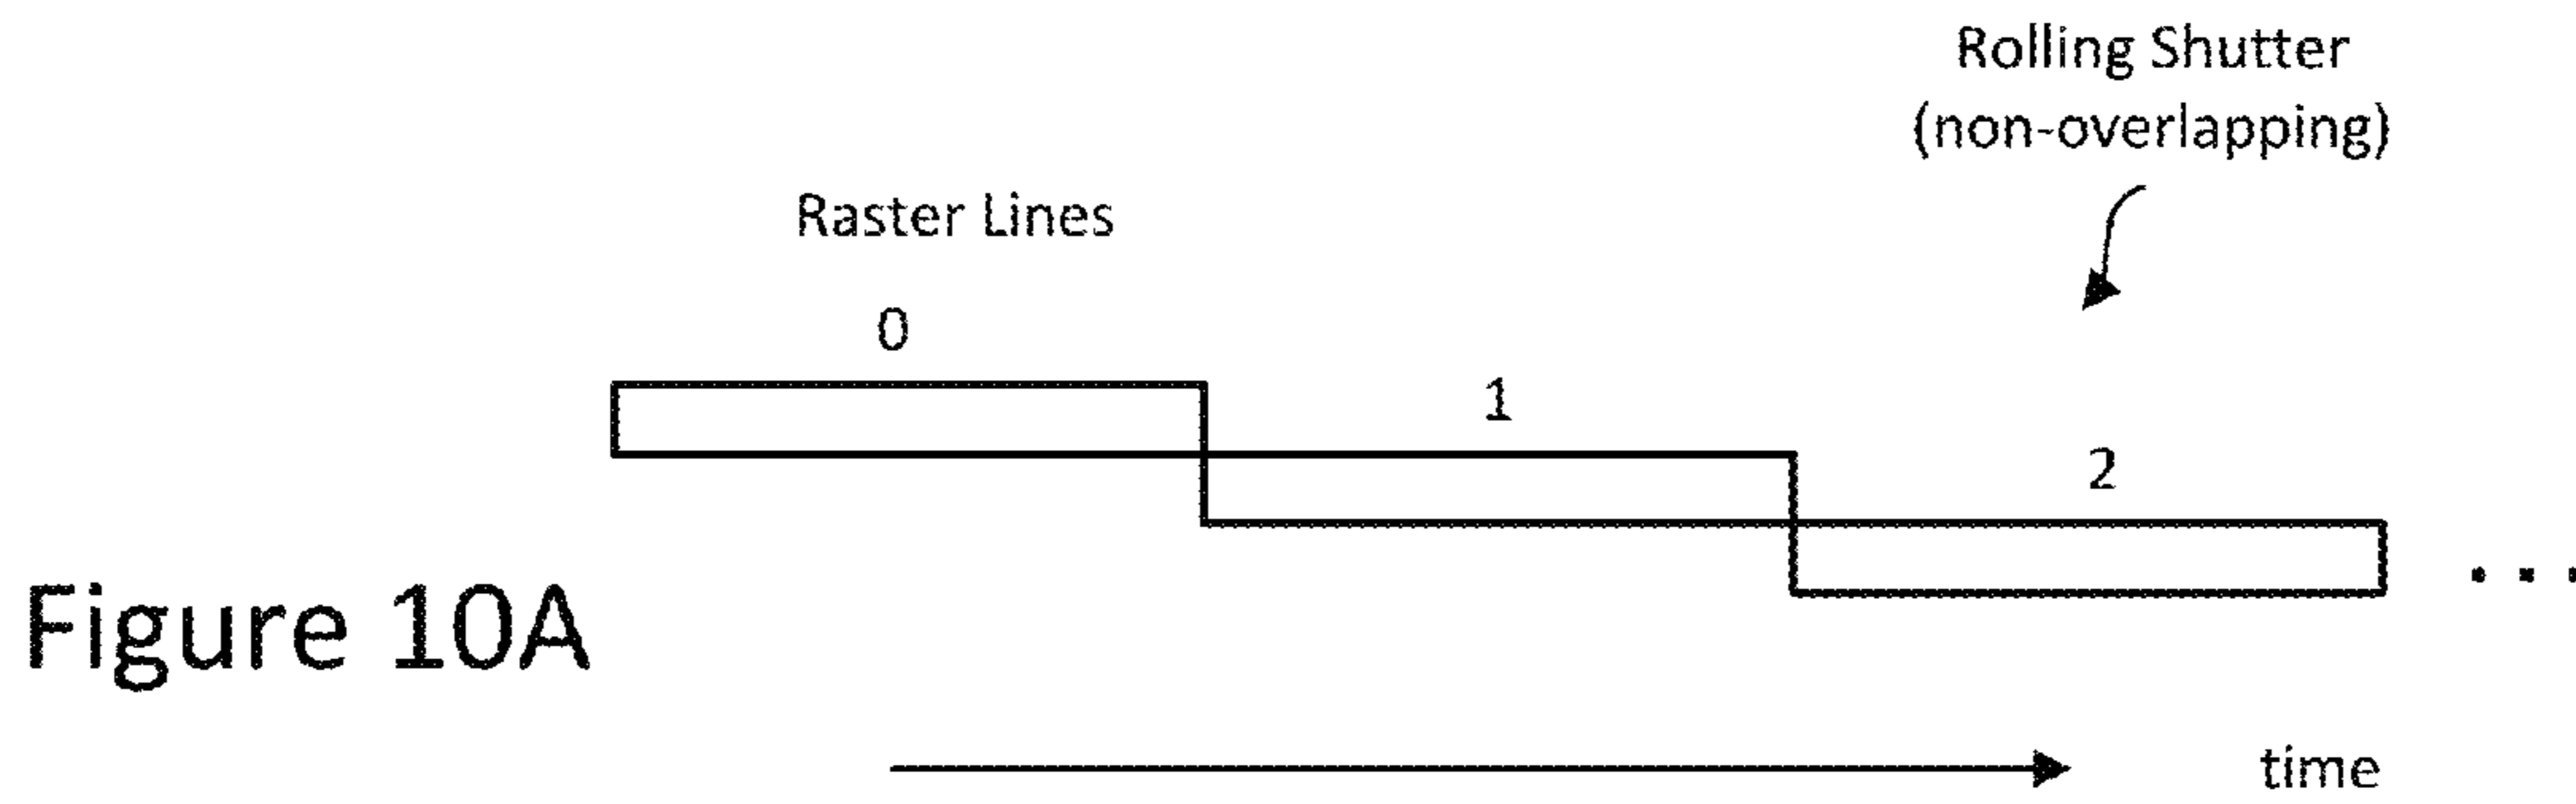 Rolling Shutter
(non-overlapping)
Raster Lines
0
1
2
. . .
Figure 10A
time